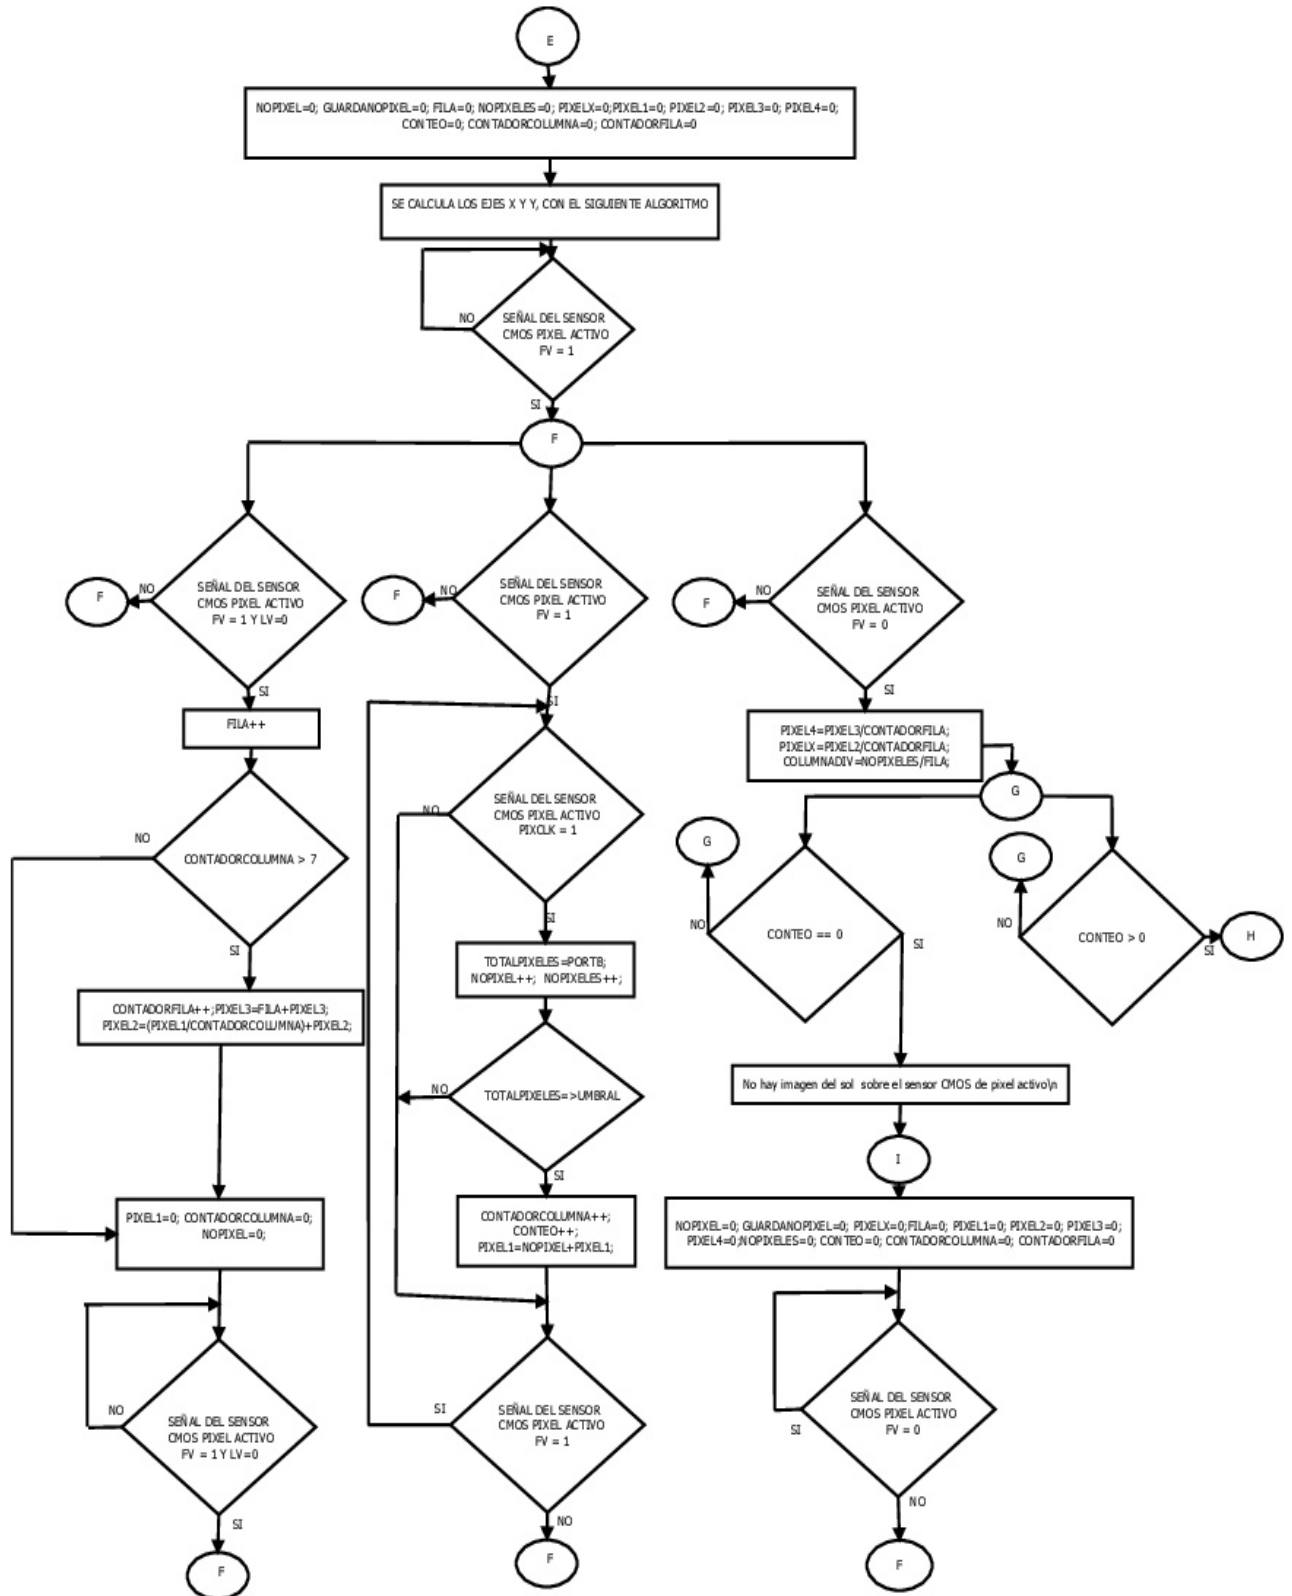 E
NOPIXEL=0; GUARDANOPIXEL=0; FILA=0; NOPIXELES=0; PIXELX=0;PIXEL1=0; PIXEL2=0; PIXEL3=0; PIXEL4=0;
CONTEO=0; CONTADORCOLUMNA=0; CONTADORFILA=0
SE CALCULA LOS EJES X Y Y, CON EL SIGUIENTE ALGORITMO
NO
SEÑAL DEL SENSOR
CMOS PIXEL ACTIVO
FV = 1
SI
F
F
NO
SEÑAL DEL SENSOR
CMOS PIXEL ACTIVO
FV = 1 Y LV=0
SI
FILA++
NO
CONTADORCOLUMNA > 7
SI
CONTADORFILA++;PIXEL3=FILA+PIXEL3;
PIXEL2=(PIXEL1/CONTADORCOLUMNA)+PIXEL2;
PIXEL1=0; CONTADORCOLUMNA=0;
NOPIXEL=0;
NO
SEÑAL DEL SENSOR
CMOS PIXEL ACTIVO
FV = 1 Y LV=0
SI
F
F
NO
SEÑAL DEL SENSOR
CMOS PIXEL ACTIVO
FV = 1
SI
NO
SEÑAL DEL SENSOR
CMOS PIXEL ACTIVO
PIXCLK = 1
SI
TOTALPIXELES=PORTB;
NOPIXEL++; NOPIXELES++;
NO
TOTALPIXELES=>UMBRAL
SI
CONTADORCOLUMNA++;
CONTEO++;
PIXEL1=NOPIXEL+PIXEL1;
SI
SEÑAL DEL SENSOR
CMOS PIXEL ACTIVO
FV = 1
NO
F
F
NO
SEÑAL DEL SENSOR
CMOS PIXEL ACTIVO
FV = 0
SI
PIXEL4=PIXEL3/CONTADORFILA;
PIXELX=PIXEL2/CONTADORFILA;
COLUMNADIV=NOPIXELES/FILA;
G
G
NO
CONTEO == 0
SI
G
NO
CONTEO > 0
SI
H
No hay imagen del sol sobre el sensor CMOS de pixel activo\n
I
NOPIXEL=0; GUARDANOPIXEL=0; PIXELX=0;FILA=0; PIXEL1=0; PIXEL2=0; PIXEL3=0;
PIXEL4=0;NOPIXELES=0; CONTEO=0; CONTADORCOLUMNA=0; CONTADORFILA=0
SI
SEÑAL DEL SENSOR
CMOS PIXEL ACTIVO
FV = 0
NO
F